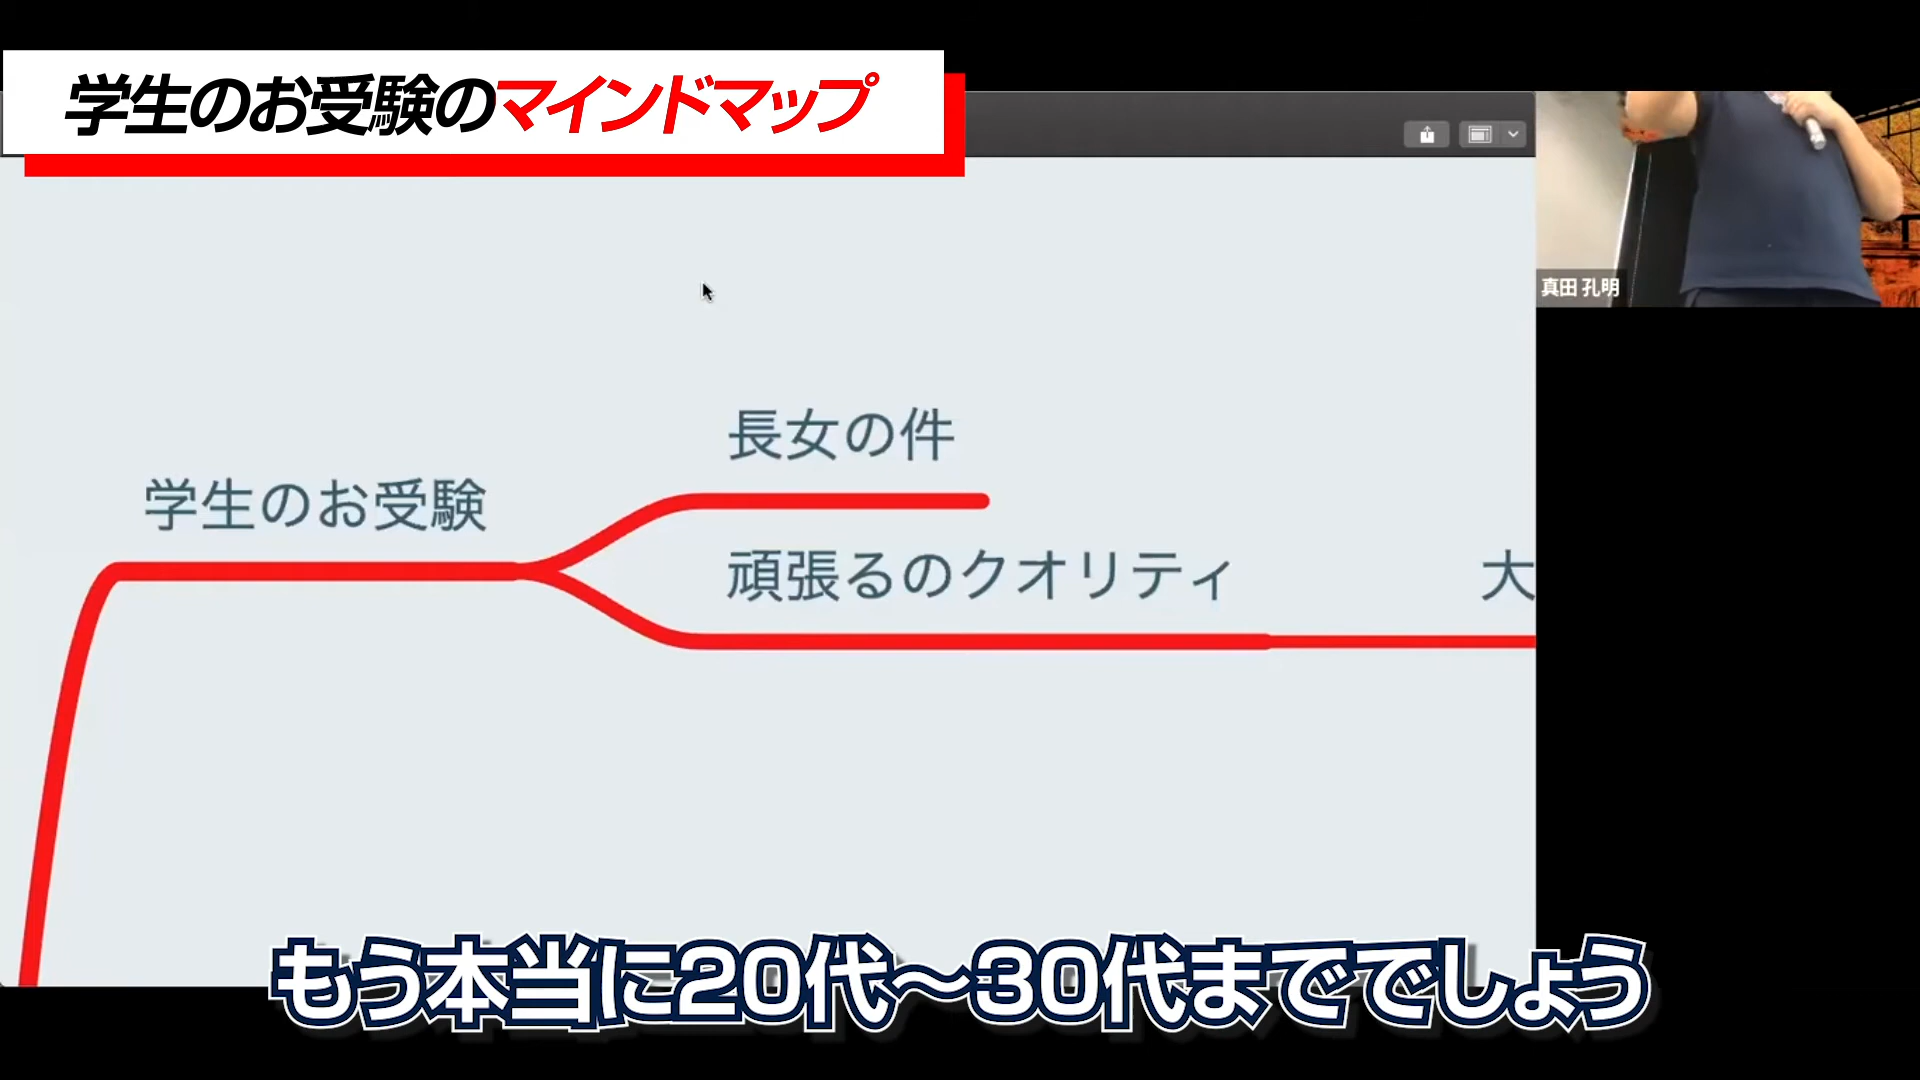 学生のお受験のマインドマップ
真田 孔明
長女の件
学生のお受験
頑張るのクオリティ
大
もう本当に20代〜30代まででしょう